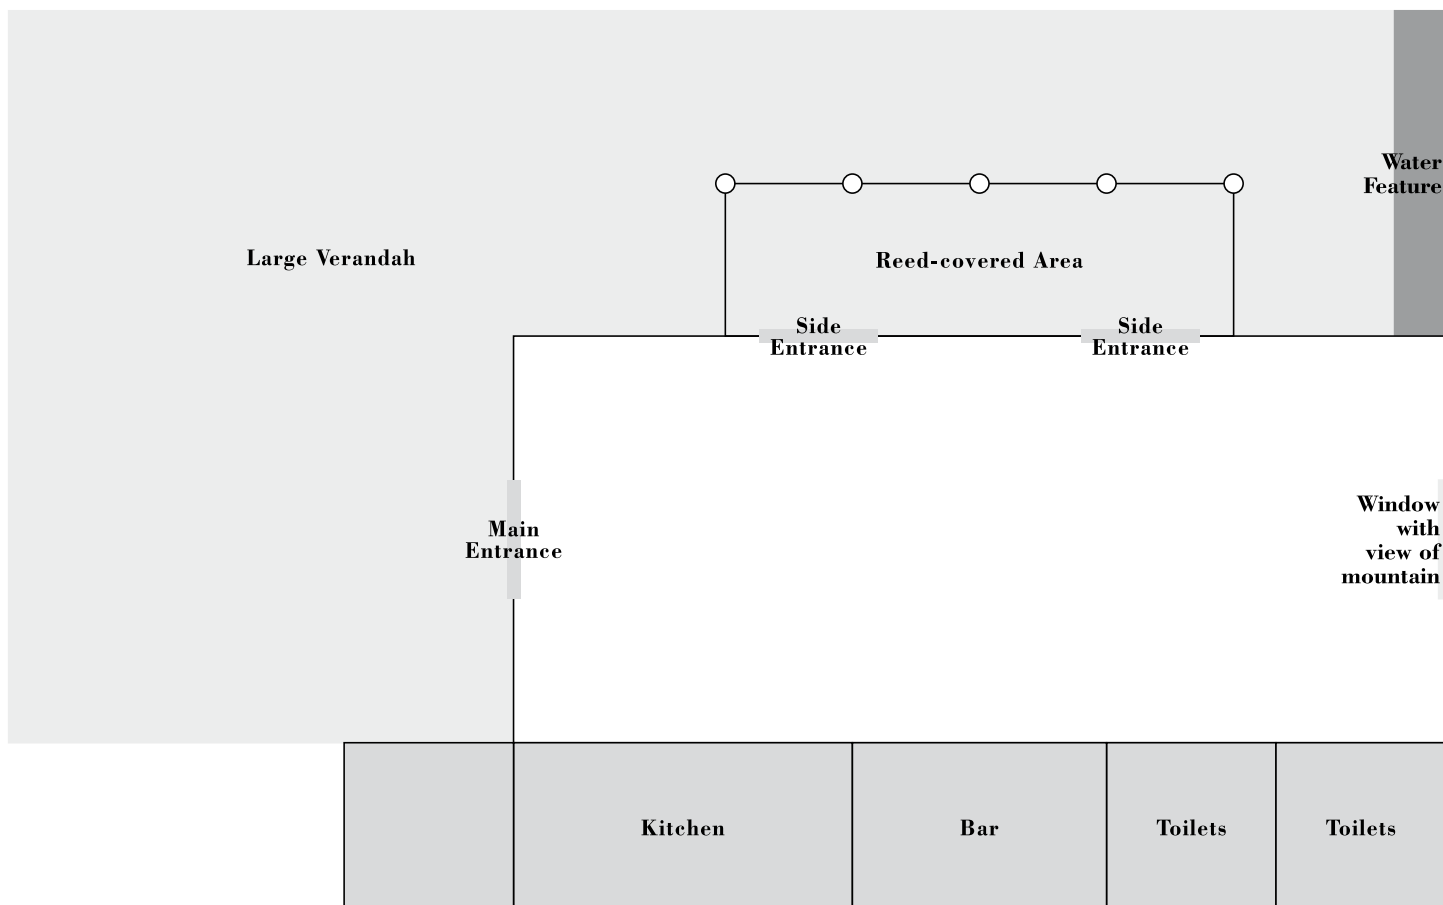 Water
Feature
Large Verandah
Reed-covered Area
Side
Entrance
Side
Entrance
Window
with
view of
mountain
Main
Entrance
Kitchen
Bar
Toilets
Toilets